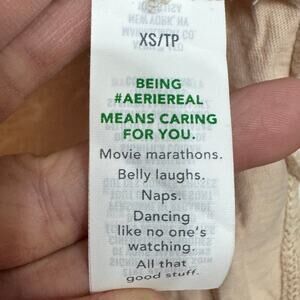 XS/TP
BEING
#AERIEREAL
MEANS CARING
FOR YOU.
Movie marathons.
Belly laughs.
Naps.
Dancing
like no one's
watching.
All that
good stuff.